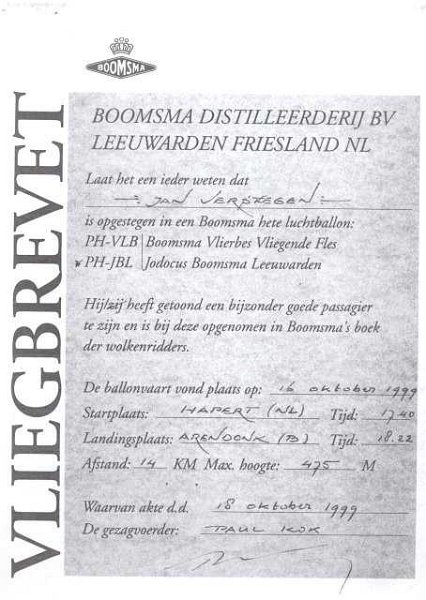 BOOMSMA
VLIEGBREVET
BOOMSMA DISTILLEERDERIJ BV
LEEUWARDEN FRIESLAND NL
Laat het een ieder weten dat
JAN VERSTEGEN
is opgestegen in een Boomsma hete luchtballon:
PH-VLB Boomsma Vlierbes Vliegende Fles
PH-JBL Jodocus Boomsma Leeuwarden
Hij/zij heeft getoond een bijzonder goede passagier
te zijn en is bij deze opgenomen in Boomsma's boek
der wolkenridders.
De ballonvaart vond plaats op: 16 oktober 1999
Startplaats: HAPERT (NL) Tijd: 17.40
Landingsplaats: ARENDONK (B) Tijd: 18.22
Afstand: 14 KM Max. hoogte: 475 M
Waarvan akte d.d. 18 oktober 1999
De gezagvoerder: PAUL KOK